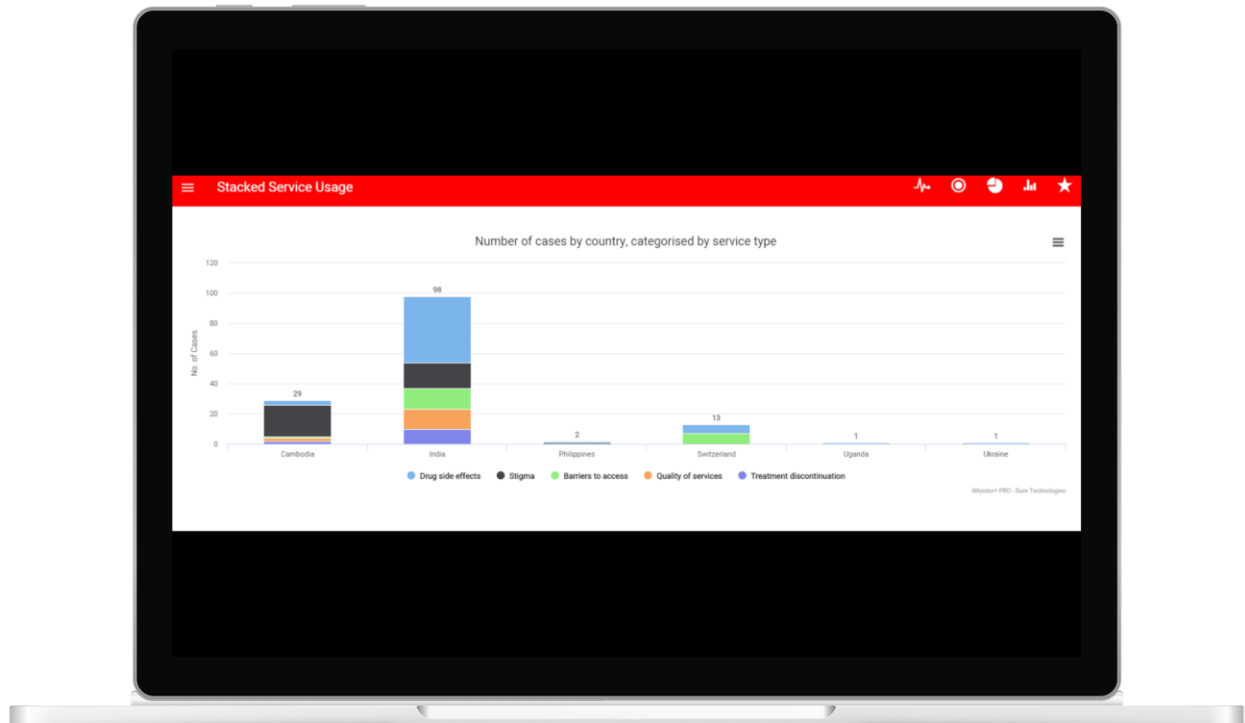 Stacked Service Usage
Number of cases by country, categorised by service type
120
100
80
60
40
20
0
No. of Cases
29
98
2
13
1
1
Cambodia
India
Philippines
Switzerland
Uganda
Ukraine
Drug side effects Stigma Barriers to access Quality of services Treatment discontinuation
iMonitor+ PRO - Dure Technologies